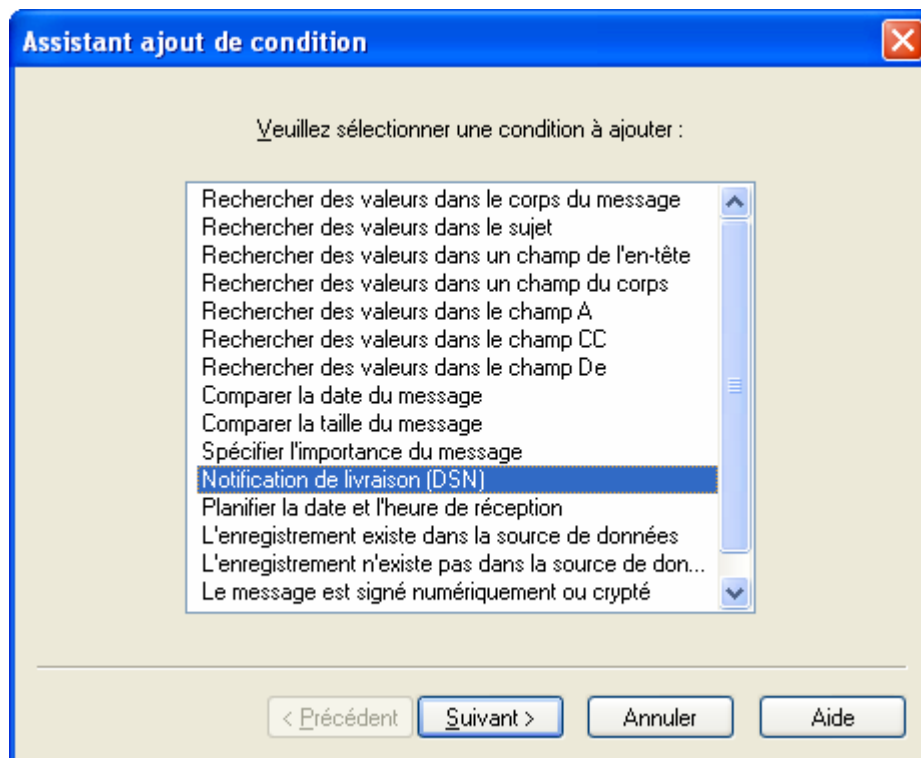 Assistant ajout de condition
Veuillez sélectionner une condition à ajouter :
Rechercher des valeurs dans le corps du message
Rechercher des valeurs dans le sujet
Rechercher des valeurs dans un champ de l'en-tête
Rechercher des valeurs dans un champ du corps
Rechercher des valeurs dans le champ A
Rechercher des valeurs dans le champ CC
Rechercher des valeurs dans le champ De
Comparer la date du message
Comparer la taille du message
Spécifier l'importance du message
Notification de livraison (DSN)
Planifier la date et l'heure de réception
L'enregistrement existe dans la source de données
L'enregistrement n'existe pas dans la source de don...
Le message est signé numériquement ou crypté
< Précédent Suivant > Annuler Aide